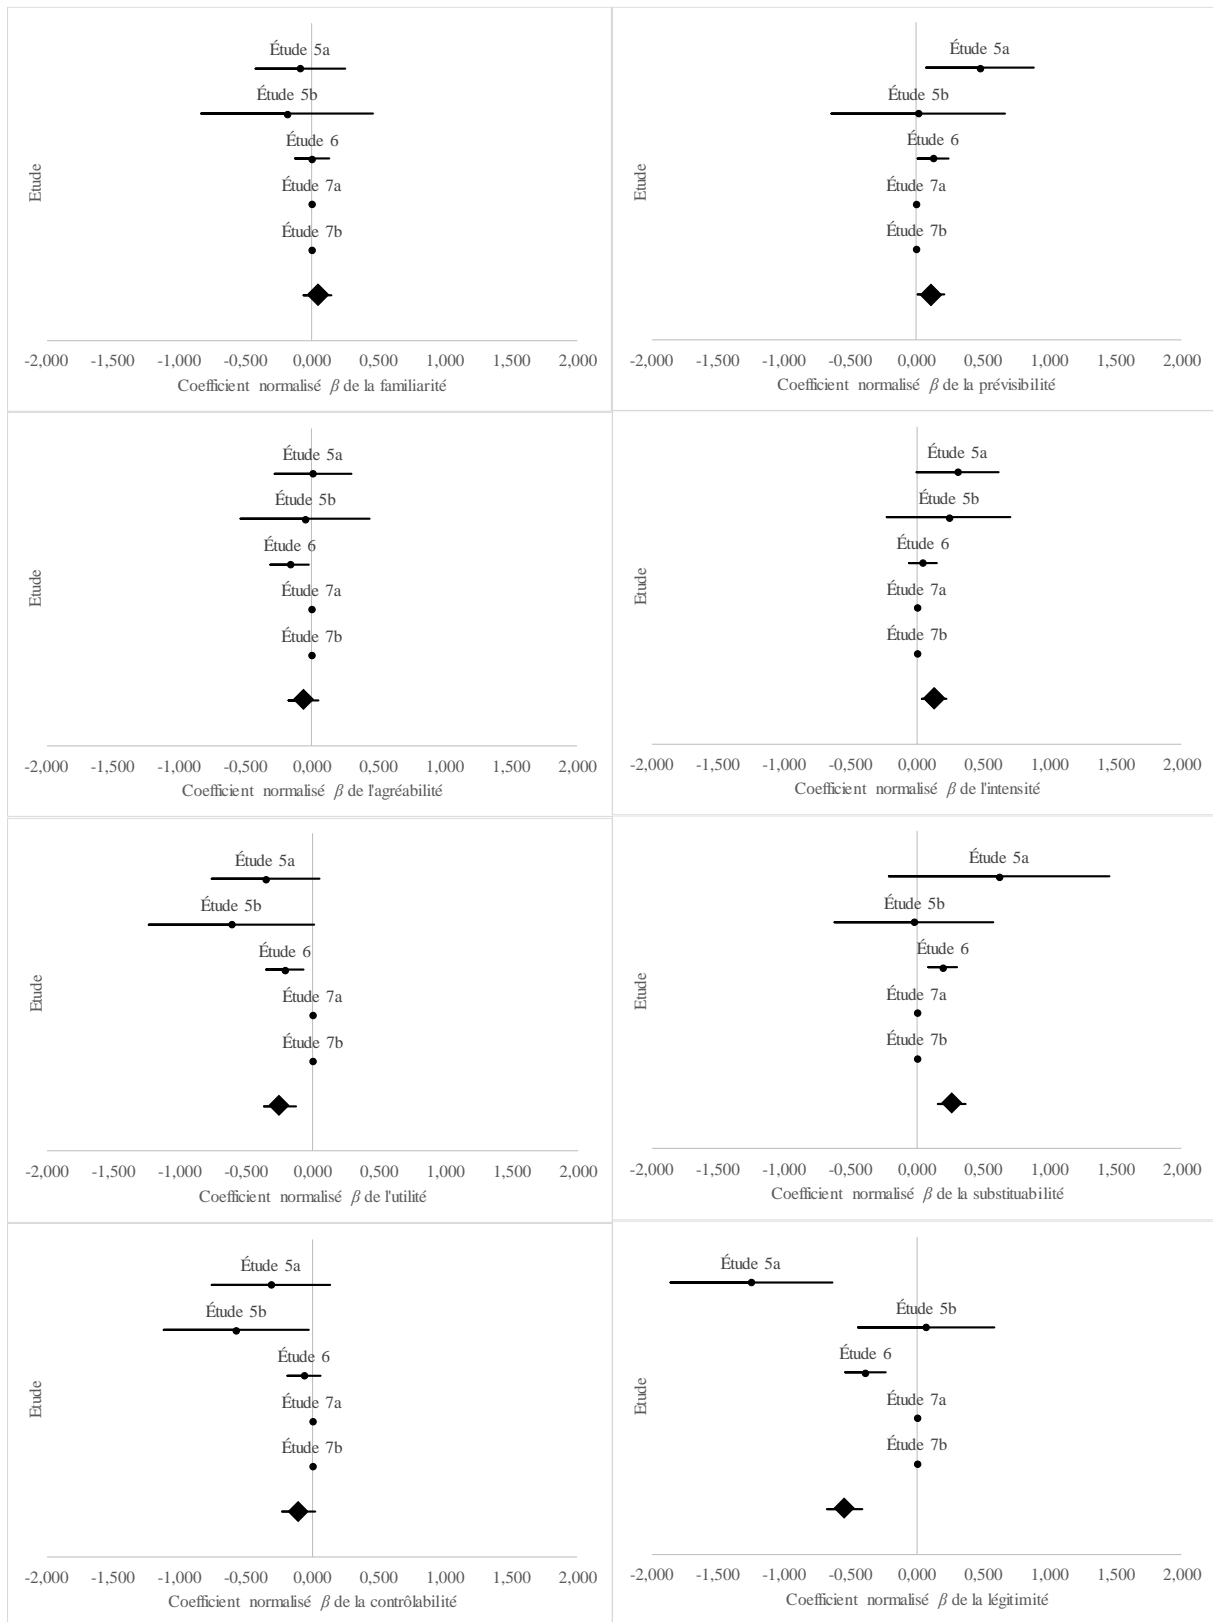 Étude 5a
Étude 5b
Étude 6
Étude 7a
Étude 7b
Etude
-2,000 -1,500 -1,000 -0,500 0,000 0,500 1,000 1,500 2,000
Coefficient normalisé β de la familiarité
Étude 5a
Étude 5b
Étude 6
Étude 7a
Étude 7b
Etude
-2,000 -1,500 -1,000 -0,500 0,000 0,500 1,000 1,500 2,000
Coefficient normalisé β de la prévisibilité
Étude 5a
Étude 5b
Étude 6
Étude 7a
Étude 7b
Etude
-2,000 -1,500 -1,000 -0,500 0,000 0,500 1,000 1,500 2,000
Coefficient normalisé β de l'agréabilité
Étude 5a
Étude 5b
Étude 6
Étude 7a
Étude 7b
Etude
-2,000 -1,500 -1,000 -0,500 0,000 0,500 1,000 1,500 2,000
Coefficient normalisé β de l'intensité
Étude 5a
Étude 5b
Étude 6
Étude 7a
Étude 7b
Etude
-2,000 -1,500 -1,000 -0,500 0,000 0,500 1,000 1,500 2,000
Coefficient normalisé β de l'utilité
Étude 5a
Étude 5b
Étude 6
Étude 7a
Étude 7b
Etude
-2,000 -1,500 -1,000 -0,500 0,000 0,500 1,000 1,500 2,000
Coefficient normalisé β de la substituabilité
Étude 5a
Étude 5b
Étude 6
Étude 7a
Étude 7b
Etude
-2,000 -1,500 -1,000 -0,500 0,000 0,500 1,000 1,500 2,000
Coefficient normalisé β de la contrôlabilité
Étude 5a
Étude 5b
Étude 6
Étude 7a
Étude 7b
Etude
-2,000 -1,500 -1,000 -0,500 0,000 0,500 1,000 1,500 2,000
Coefficient normalisé β de la légitimité